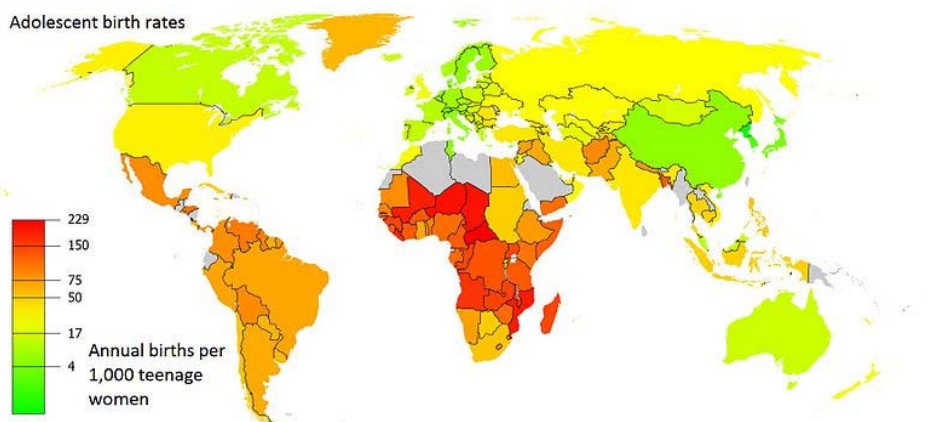 Adolescent birth rates
229
150
75
50
17
4
Annual births per
1,000 teenage
women